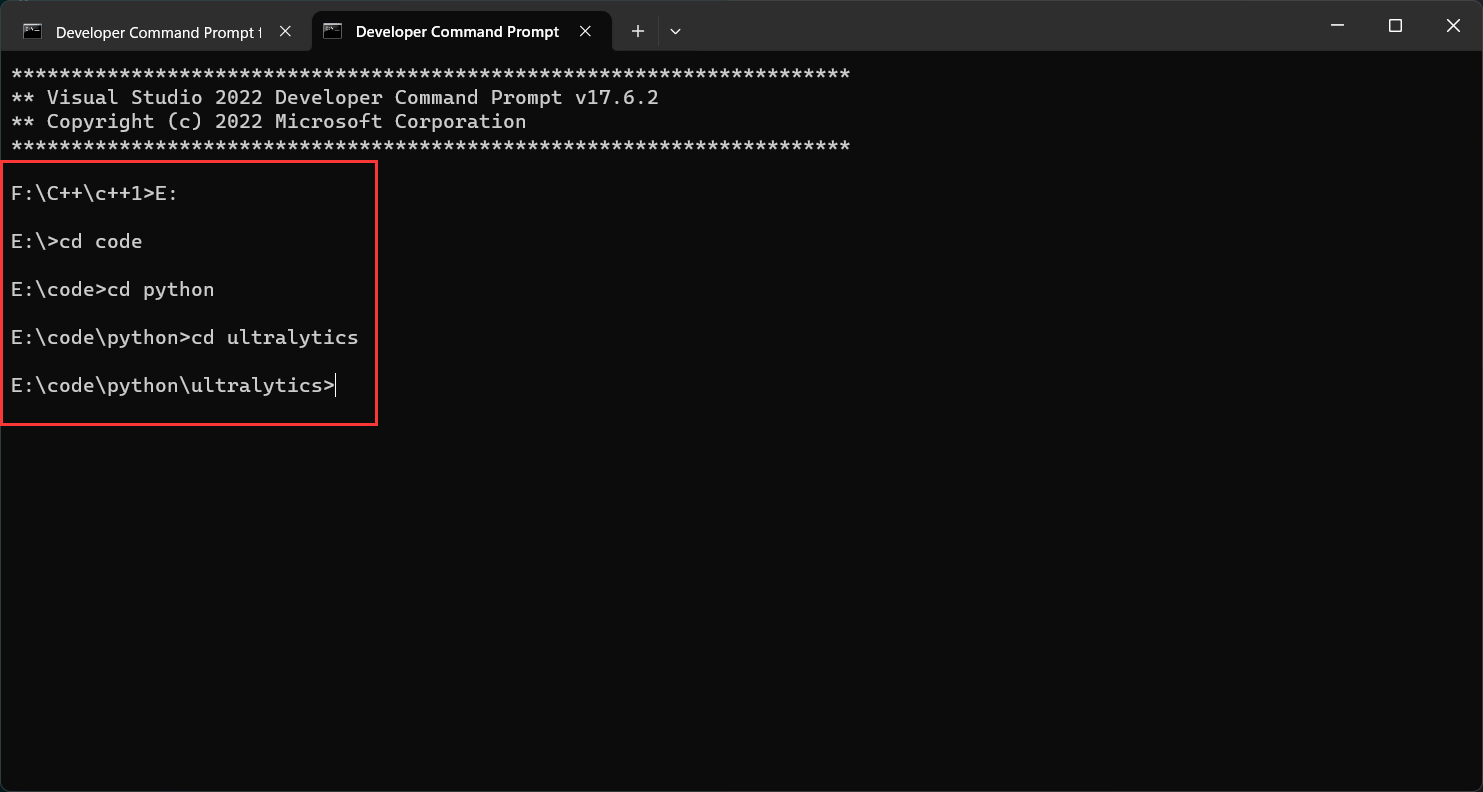 Developer Command Prompt f
Developer Command Prompt
**********************************************************************
** Visual Studio 2022 Developer Command Prompt v17.6.2
** Copyright (c) 2022 Microsoft Corporation
**********************************************************************
F:\C++\c++1>E:
E:\>cd code
E:\code>cd python
E:\code\python>cd ultralytics
E:\code\python\ultralytics>